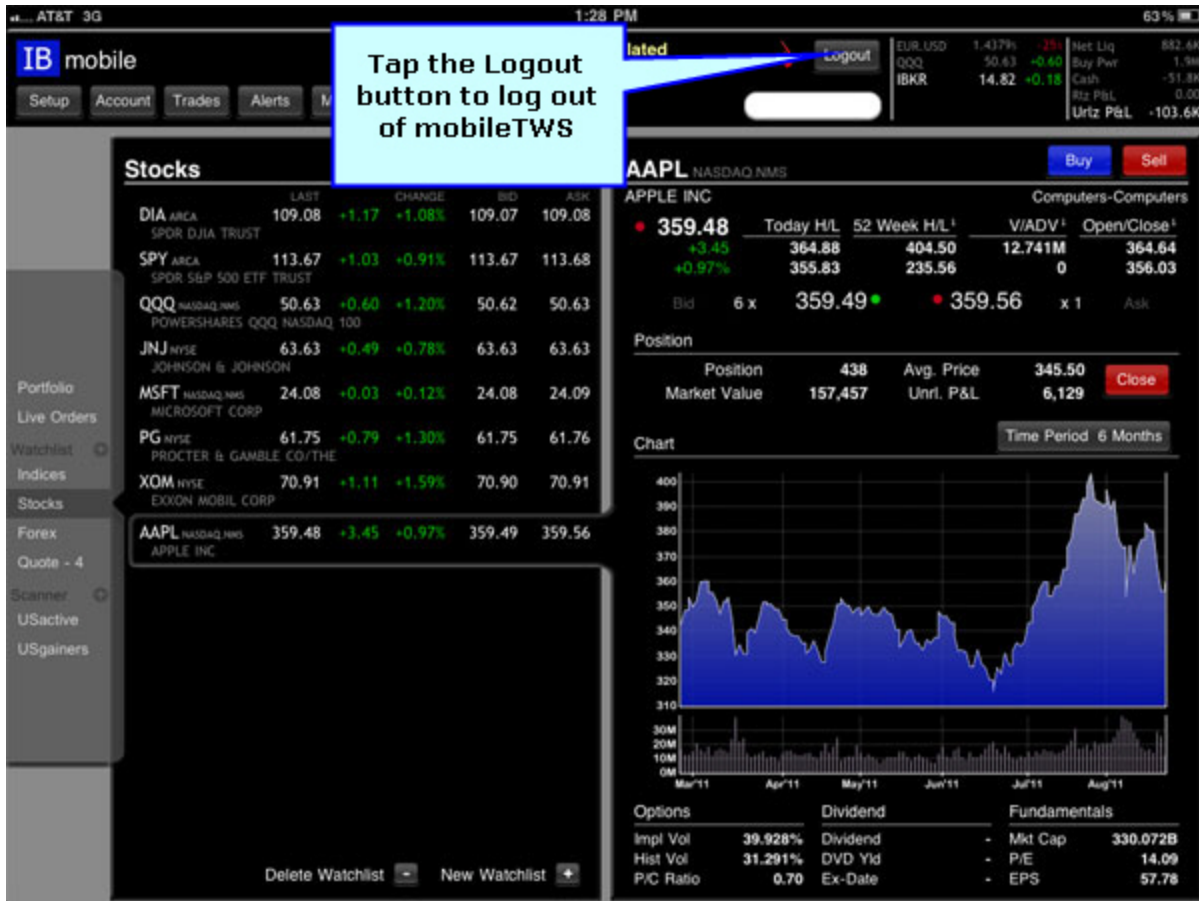 AT&T 3G 1:28 PM 63%
IB mobile
Setup Account Trades Alerts M
Tap the Logout
button to log out
of mobileTWS
lated
Logout
EUR.USD 1.4379
QQQ 50.63 +0.60
IBKR 14.82 +0.18
Net Liq 882.6K
Buy Pwr 1.9M
Cash -51.8K
Rlz P&L 0.00
Urlz P&L -103.6K
Portfolio
Live Orders
Watchlist
Indices
Stocks
Forex
Quote - 4
Scanner
USactive
USgainers
Stocks
LAST CHANGE BID ASK
DIA ARCA 109.08 +1.17 +1.08% 109.07 109.08
SPDR DJIA TRUST
SPY ARCA 113.67 +1.03 +0.91% 113.67 113.68
SPDR S&P 500 ETF TRUST
QQQ NASDAQ.NMS 50.63 +0.60 +1.20% 50.62 50.63
POWERSHARES QQQ NASDAQ 100
JNJ NYSE 63.63 +0.49 +0.78% 63.63 63.63
JOHNSON & JOHNSON
MSFT NASDAQ.NMS 24.08 +0.03 +0.12% 24.08 24.09
MICROSOFT CORP
PG NYSE 61.75 +0.79 +1.30% 61.75 61.76
PROCTER & GAMBLE CO/THE
XOM NYSE 70.91 +1.11 +1.59% 70.90 70.91
EXXON MOBIL CORP
AAPL NASDAQ.NMS 359.48 +3.45 +0.97% 359.49 359.56
APPLE INC
Delete Watchlist - New Watchlist +
AAPL NASDAQ.NMS Buy Sell
APPLE INC Computers-Computers
359.48 Today H/L 52 Week H/L V/ADV Open/Close
+3.45 364.88 404.50 12.741M 364.64
+0.97% 355.83 235.56 0 356.03
Bid 6 x 359.49 359.56 x 1 Ask
Position
Position 438 Avg. Price 345.50
Market Value 157,457 Unrl. P&L 6,129
Close
Chart Time Period 6 Months
400
390
380
370
360
350
340
330
320
310
30M
20M
10M
0M
Mar'11 Apr'11 May'11 Jun'11 Jul'11 Aug'11
Options Dividend Fundamentals
Impl Vol 39.928% Dividend - Mkt Cap 330.072B
Hist Vol 31.291% DVD Yld - P/E 14.09
P/C Ratio 0.70 Ex-Date - EPS 57.78